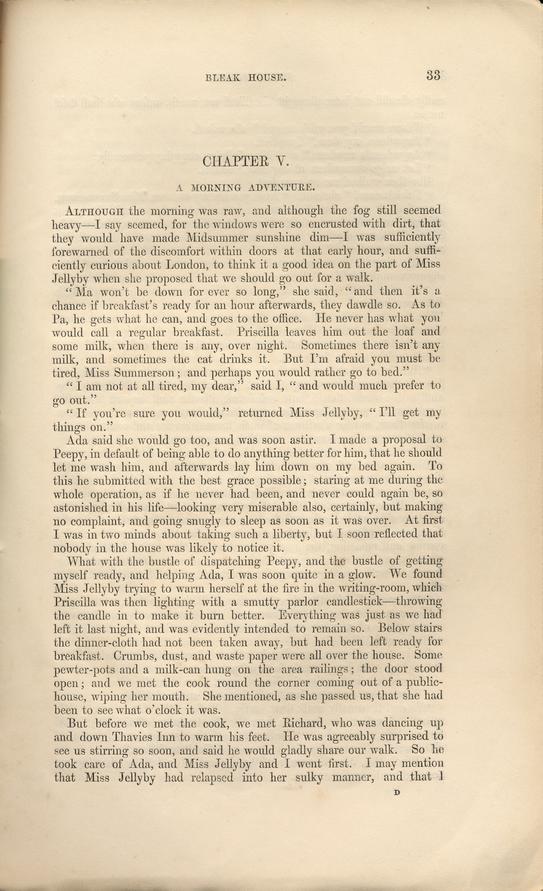 BLEAK HOUSE. 33
CHAPTER V.
A MORNING ADVENTURE.
ALTHOUGH the morning was raw, and although the fog still seemed
heavy—I say seemed, for the windows were so encrusted with dirt, that
they would have made Midsummer sunshine dim—I was sufficiently
forewarned of the discomfort within doors at that early hour, and suffi-
ciently curious about London, to think it a good idea on the part of Miss
Jellyby when she proposed that we should go out for a walk.
"Ma won't be down for ever so long," she said, "and then it's a
chance if breakfast's ready for an hour afterwards, they dawdle so. As to
Pa, he gets what he can, and goes to the office. He never has what you
would call a regular breakfast. Priscilla leaves him out the loaf and
some milk, when there is any, over night. Sometimes there isn't any
milk, and sometimes the cat drinks it. But I'm afraid you must be
tired, Miss Summerson; and perhaps you would rather go to bed."
"I am not at all tired, my dear," said I, "and would much prefer to
go out."
"If you're sure you would," returned Miss Jellyby, "I'll get my
things on."
Ada said she would go too, and was soon astir. I made a proposal to
Peepy, in default of being able to do anything better for him, that he should
let me wash him, and afterwards lay him down on my bed again. To
this he submitted with the best grace possible; staring at me during the
whole operation, as if he never had been, and never could again be, so
astonished in his life—looking very miserable also, certainly, but making
no complaint, and going snugly to sleep as soon as it was over. At first
I was in two minds about taking such a liberty, but I soon reflected that
nobody in the house was likely to notice it.
What with the bustle of dispatching Peepy, and the bustle of getting
myself ready, and helping Ada, I was soon quite in a glow. We found
Miss Jellyby trying to warm herself at the fire in the writing-room, which
Priscilla was then lighting with a smutty parlor candlestick—throwing
the candle in to make it burn better. Everything was just as we had
left it last night, and was evidently intended to remain so. Below stairs
the dinner-cloth had not been taken away, but had been left ready for
breakfast. Crumbs, dust, and waste paper were all over the house. Some
pewter-pots and a milk-can hung on the area railings; the door stood
open; and we met the cook round the corner coming out of a public-
house, wiping her mouth. She mentioned, as she passed us, that she had
been to see what o'clock it was.
But before we met the cook, we met Richard, who was dancing up
and down Thavies Inn to warm his feet. He was agreeably surprised to
see us stirring so soon, and said he would gladly share our walk. So he
took care of Ada, and Miss Jellyby and I went first. I may mention
that Miss Jellyby had relapsed into her sulky manner, and that I
D